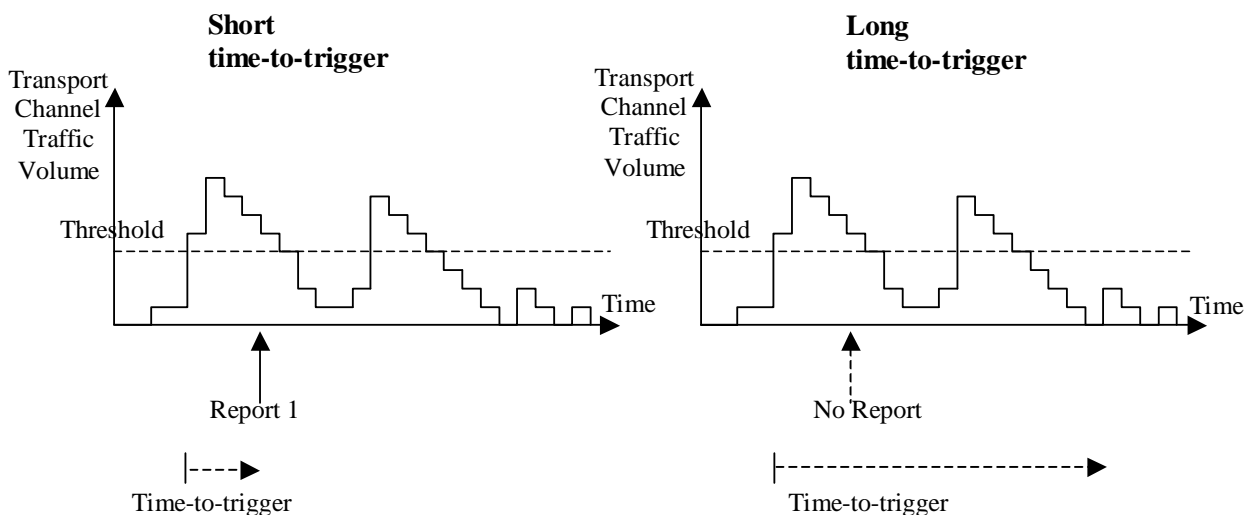 Short
time-to-trigger
Transport
Channel
Traffic
Volume
Threshold
Time
Report 1
Time-to-trigger
Long
time-to-trigger
Transport
Channel
Traffic
Volume
Threshold
Time
No Report
Time-to-trigger